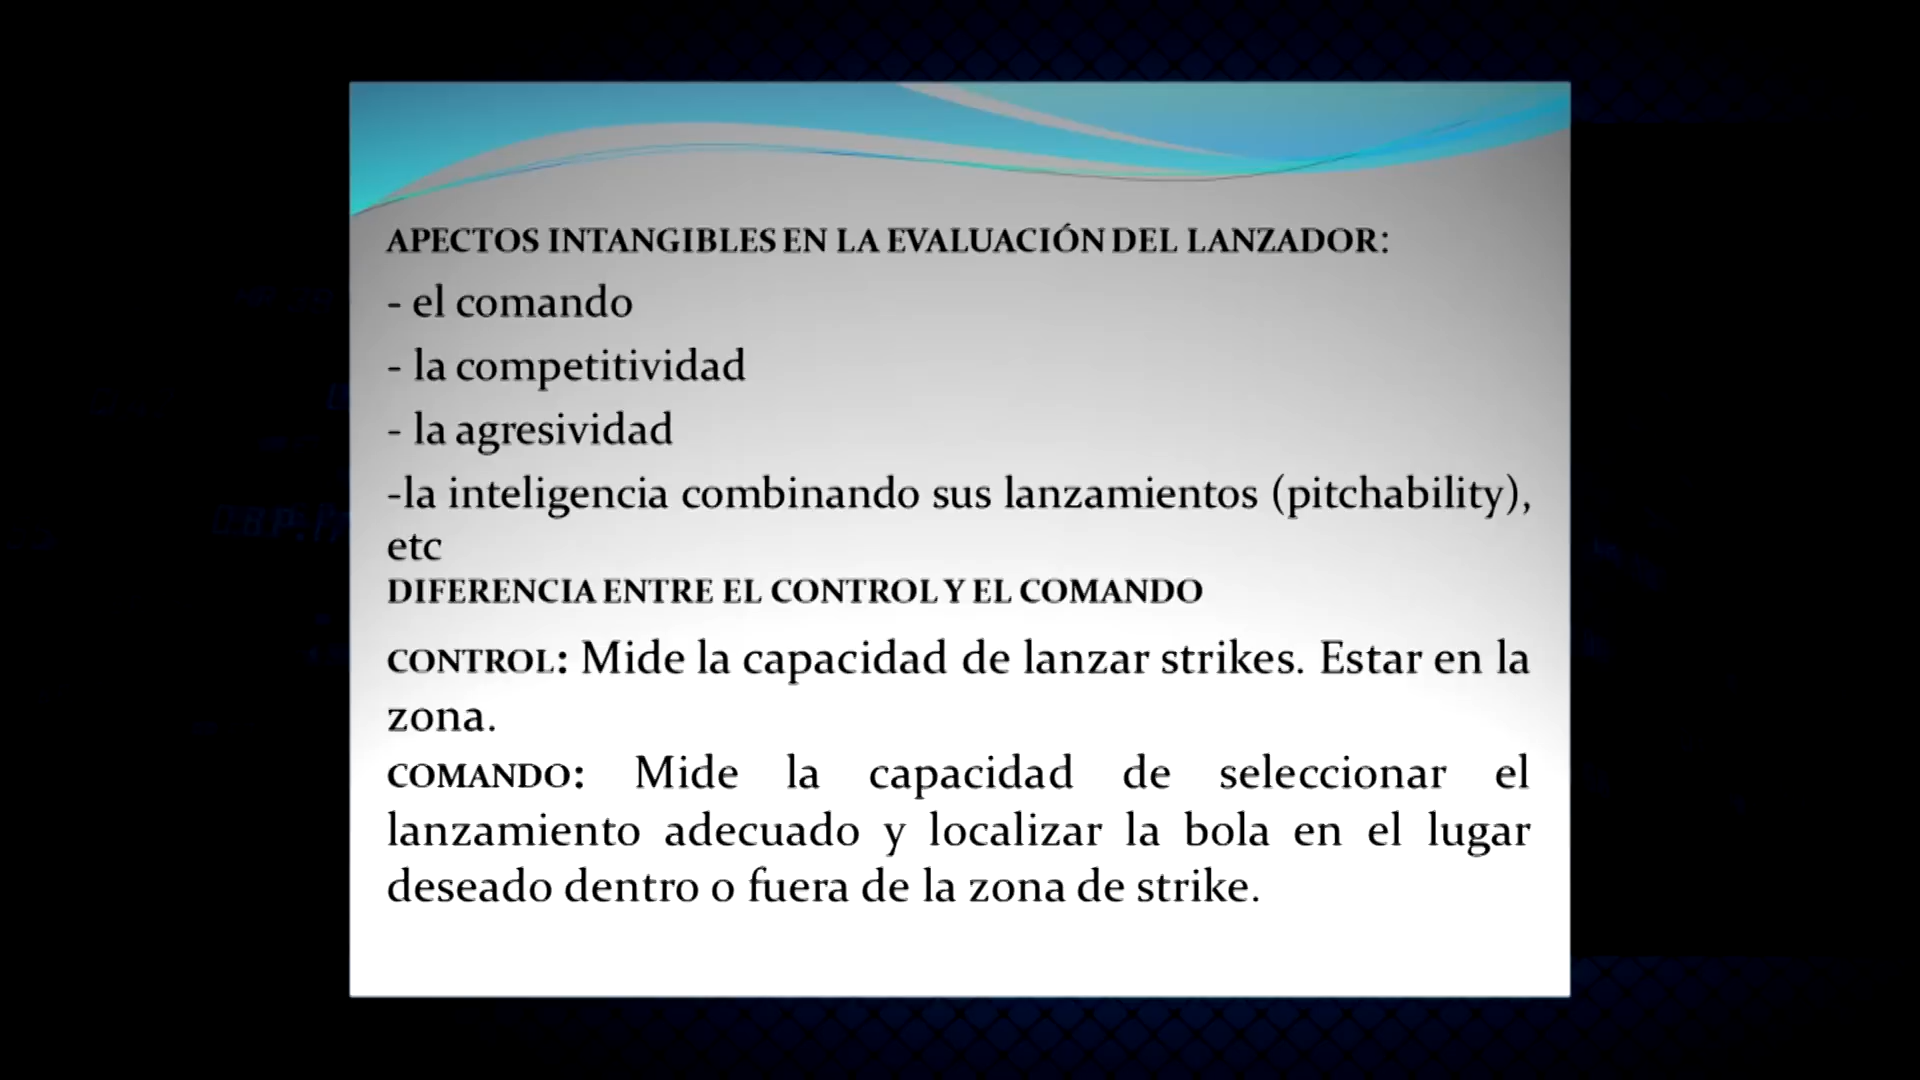 APECTOS INTANGIBLES EN LA EVALUACIÓN DEL LANZADOR:
- el comando
- la competitividad
- la agresividad
-la inteligencia combinando sus lanzamientos (pitchability),
etc
DIFERENCIA ENTRE EL CONTROL Y EL COMANDO
CONTROL: Mide la capacidad de lanzar strikes. Estar en la
zona.
COMANDO: Mide la capacidad de seleccionar el
lanzamiento adecuado y localizar la bola en el lugar
deseado dentro o fuera de la zona de strike.